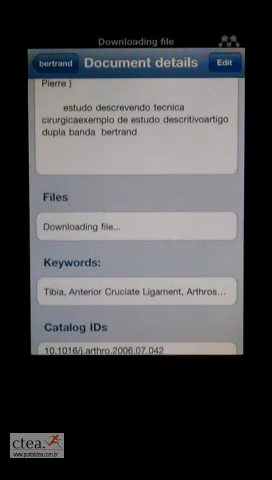 Downloading file
bertrand
Document details
Edit
Pierre )
estudo descrevendo tecnica
cirurgicaexemplo de estudo descritivoartigo
dupla banda bertrand
Files
Downloading file...
Keywords:
Tibia, Anterior Cruciate Ligament, Arthros...
Catalog IDs
10.1016/j.arthro.2006.07.042
ctea.
www.portalctea.com.br